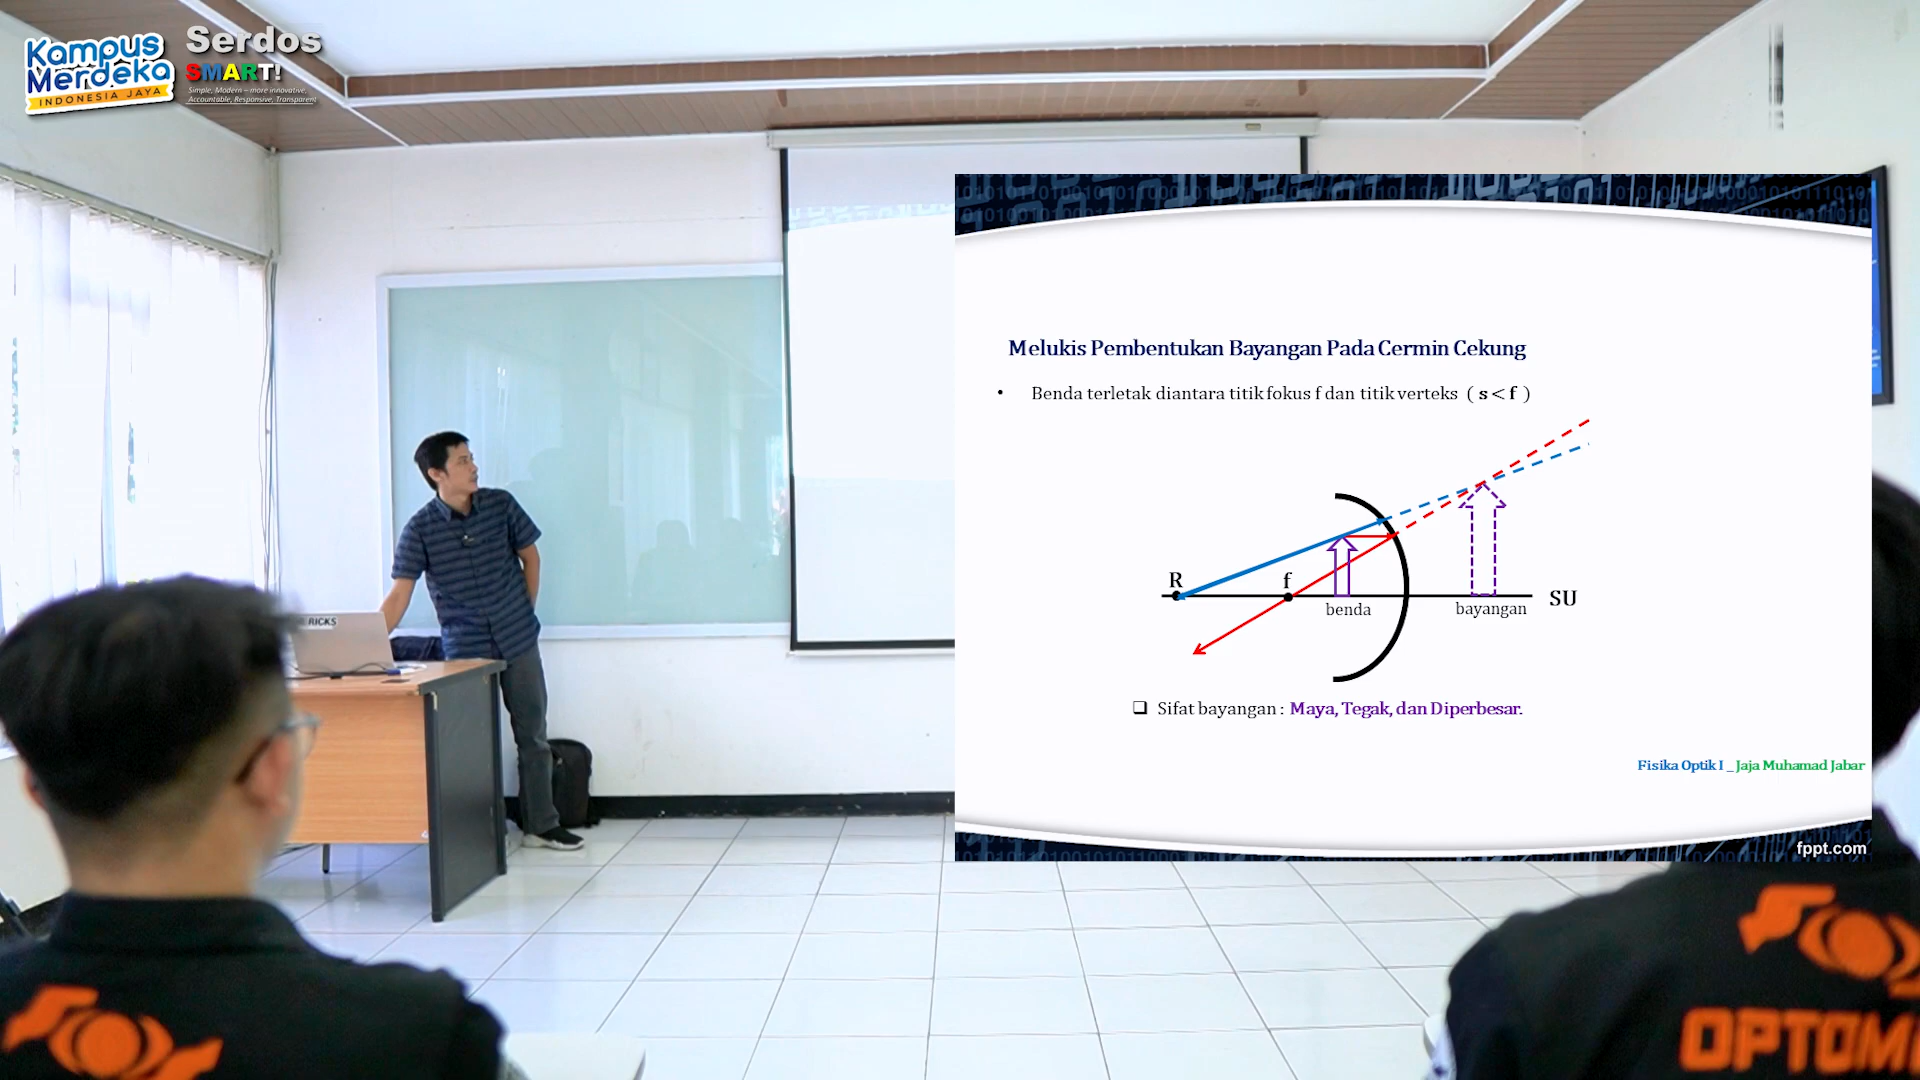 Kampus
Merdeka
INDONESIA JAYA
Serdos
SMART!
Simple, Modern – more innovative,
Accountable, Responsive, Transparent
Melukis Pembentukan Bayangan Pada Cermin Cekung
• Benda terletak diantara titik fokus f dan titik verteks ( s < f )
R
f
benda
bayangan
SU
❑ Sifat bayangan : Maya, Tegak, dan Diperbesar.
Fisika Optik I _ Jaja Muhamad Jabar
fppt.com
RICKS
OPTOM